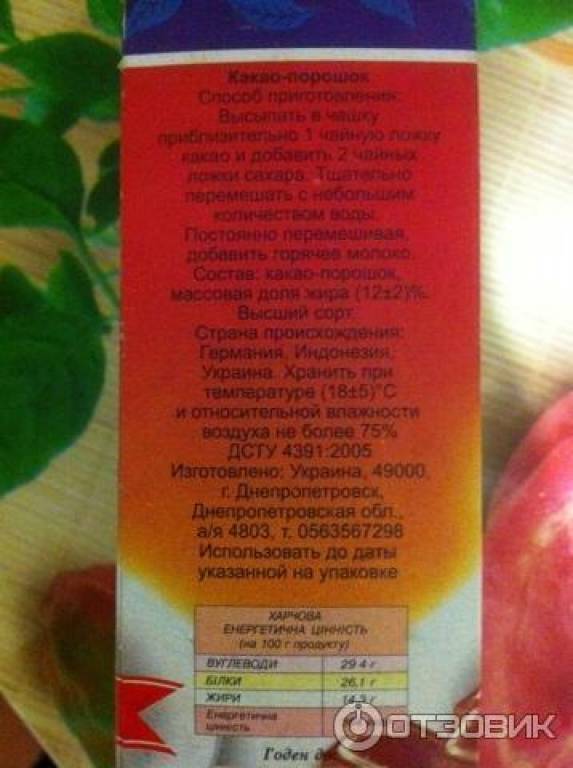 Какао-порошок
Способ приготовления:
Высыпать в чашку
приблизительно 1 чайную ложку
какао и добавить 2 чайных
ложки сахара. Тщательно
перемешать с небольшим
количеством воды.
Постоянно перемешивая,
добавить горячее молоко.
Состав: какао-порошок,
массовая доля жира (12±2)%.
Высший сорт
Страна происхождения:
Германия, Индонезия,
Украина. Хранить при
температуре (18±5)°С
и относительной влажности
воздуха не более 75%
ДСТУ 4391:2005
Изготовлено: Украина, 49000,
г. Днепропетровск,
Днепропетровская обл.,
а/я 4803, т. 0563567298
Использовать до даты
указанной на упаковке
ХАРЧОВА
ЕНЕРГЕТИЧНА ЦІННІСТЬ
(на 100 г продукту)
ВУГЛЕВОДИ 29,4 г
БІЛКИ 26,1 г
ЖИРИ 14,3 г
Енергетична
цінність
Годен до
ОТЗОВИК